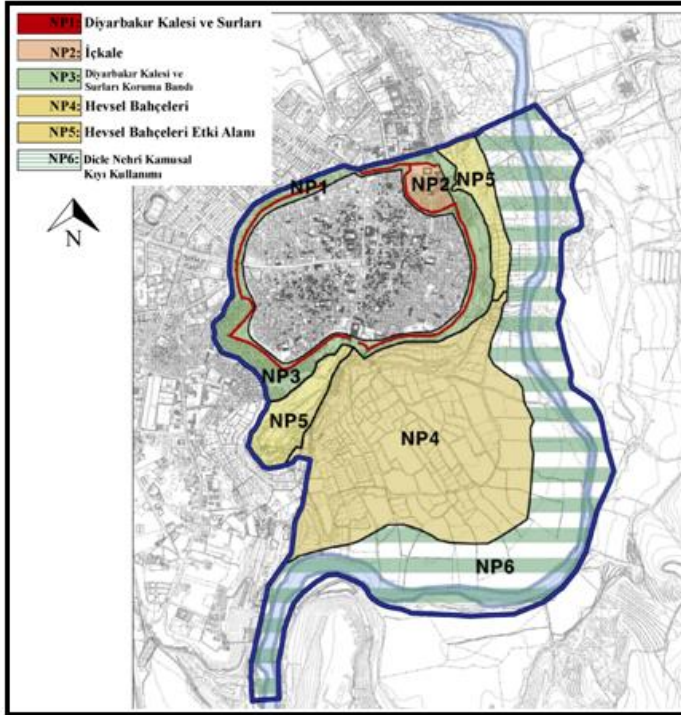 NP1: Diyarbakır Kalesi ve Surları
NP2: İçkale
NP3: Diyarbakır Kalesi ve
Surları Koruma Bandı
NP4: Hevsel Bahçeleri
NP5: Hevsel Bahçeleri Etki Alanı
NP6: Dicle Nehri Kamusal
Kıyı Kullanımı
N
NP1
NP2
NP5
NP3
NP5
NP4
NP6